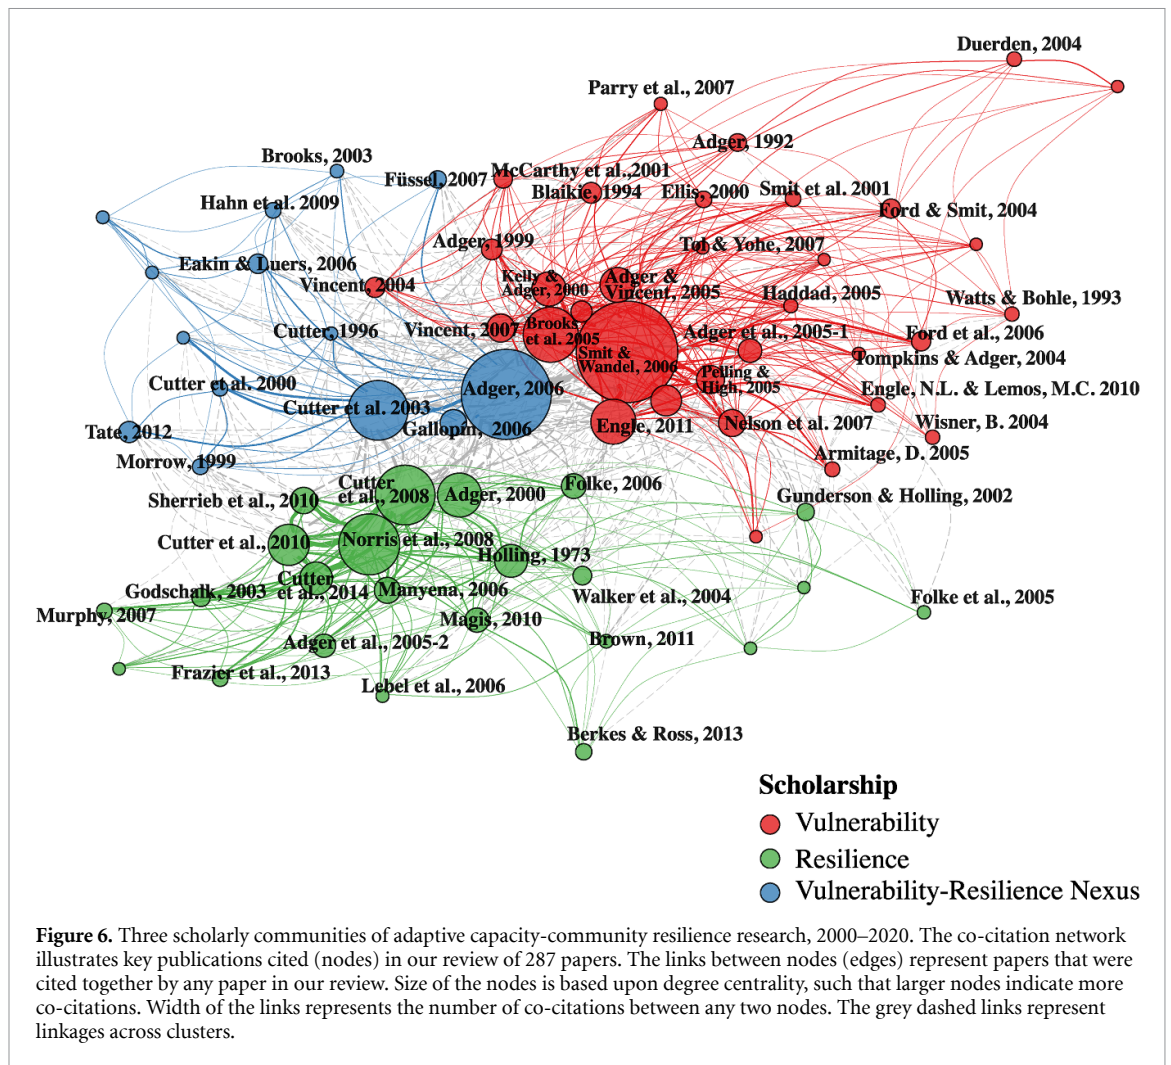 Duerden, 2004
Parry et al., 2007
Adger, 1992
Brooks, 2003
McCarthy et al.,2001
Füssel, 2007
Blaikie, 1994
Ellis, 2000
Smit et al. 2001
Hahn et al. 2009
Ford & Smit, 2004
Adger, 1999
Tol & Yohe, 2007
Eakin & Luers, 2006
Kelly &
Adger, 2000
Adger &
Vincent, 2005
Vincent, 2004
Haddad, 2005
Watts & Bohle, 1993
Cutter, 1996
Vincent, 2007
Brooks
et al. 2005
Adger et al., 2005-1
Ford et al., 2006
Smit &
Wandel, 2006
Tompkins & Adger, 2004
Pelling &
High, 2005
Cutter et al. 2000
Adger, 2006
Engle, N.L. & Lemos, M.C. 2010
Cutter et al. 2003
Gallopin, 2006
Engle, 2011
Nelson et al. 2007
Wisner, B. 2004
Tate, 2012
Armitage, D. 2005
Morrow, 1999
Cutter
et al., 2008
Adger, 2000
Folke, 2006
Gunderson & Holling, 2002
Sherrieb et al., 2010
Cutter et al., 2010
Norris et al., 2008
Holling, 1973
Cutter
et al., 2014
Godschalk, 2003
Manyena, 2006
Walker et al., 2004
Folke et al., 2005
Murphy, 2007
Magis, 2010
Adger et al., 2005-2
Brown, 2011
Frazier et al., 2013
Lebel et al., 2006
Berkes & Ross, 2013
Scholarship
Vulnerability
Resilience
Vulnerability-Resilience Nexus
Figure 6. Three scholarly communities of adaptive capacity-community resilience research, 2000–2020. The co-citation network
illustrates key publications cited (nodes) in our review of 287 papers. The links between nodes (edges) represent papers that were
cited together by any paper in our review. Size of the nodes is based upon degree centrality, such that larger nodes indicate more
co-citations. Width of the links represents the number of co-citations between any two nodes. The grey dashed links represent
linkages across clusters.